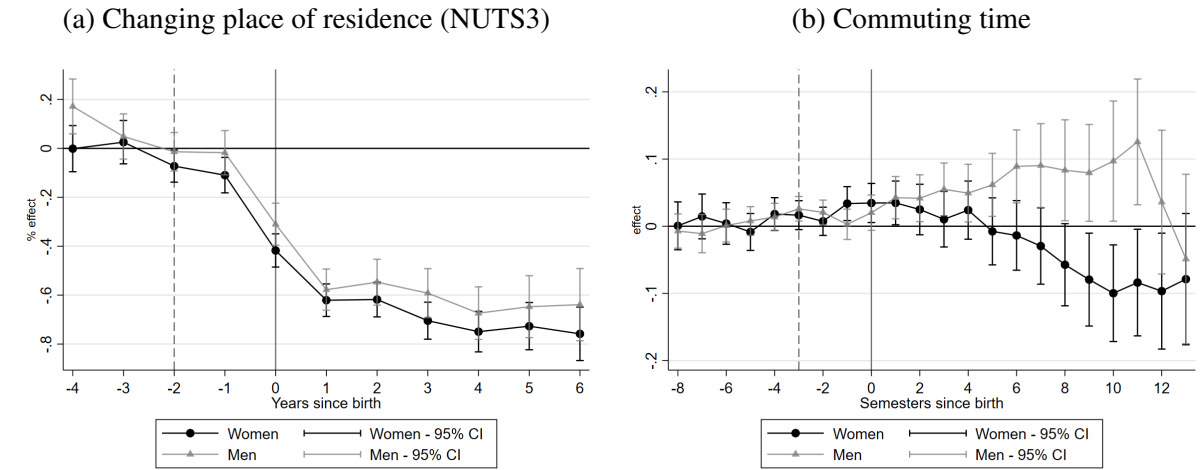 (a) Changing place of residence (NUTS3)
.2
0
-.2
-.4
-.6
-.8
% effect
-4 -3 -2 -1 0 1 2 3 4 5 6
Years since birth
Women Women - 95% CI
Men Men - 95% CI
(b) Commuting time
.2
.1
0
-.1
-.2
effect
-8 -6 -4 -2 0 2 4 6 8 10 12
Semesters since birth
Women Women - 95% CI
Men Men - 95% CI